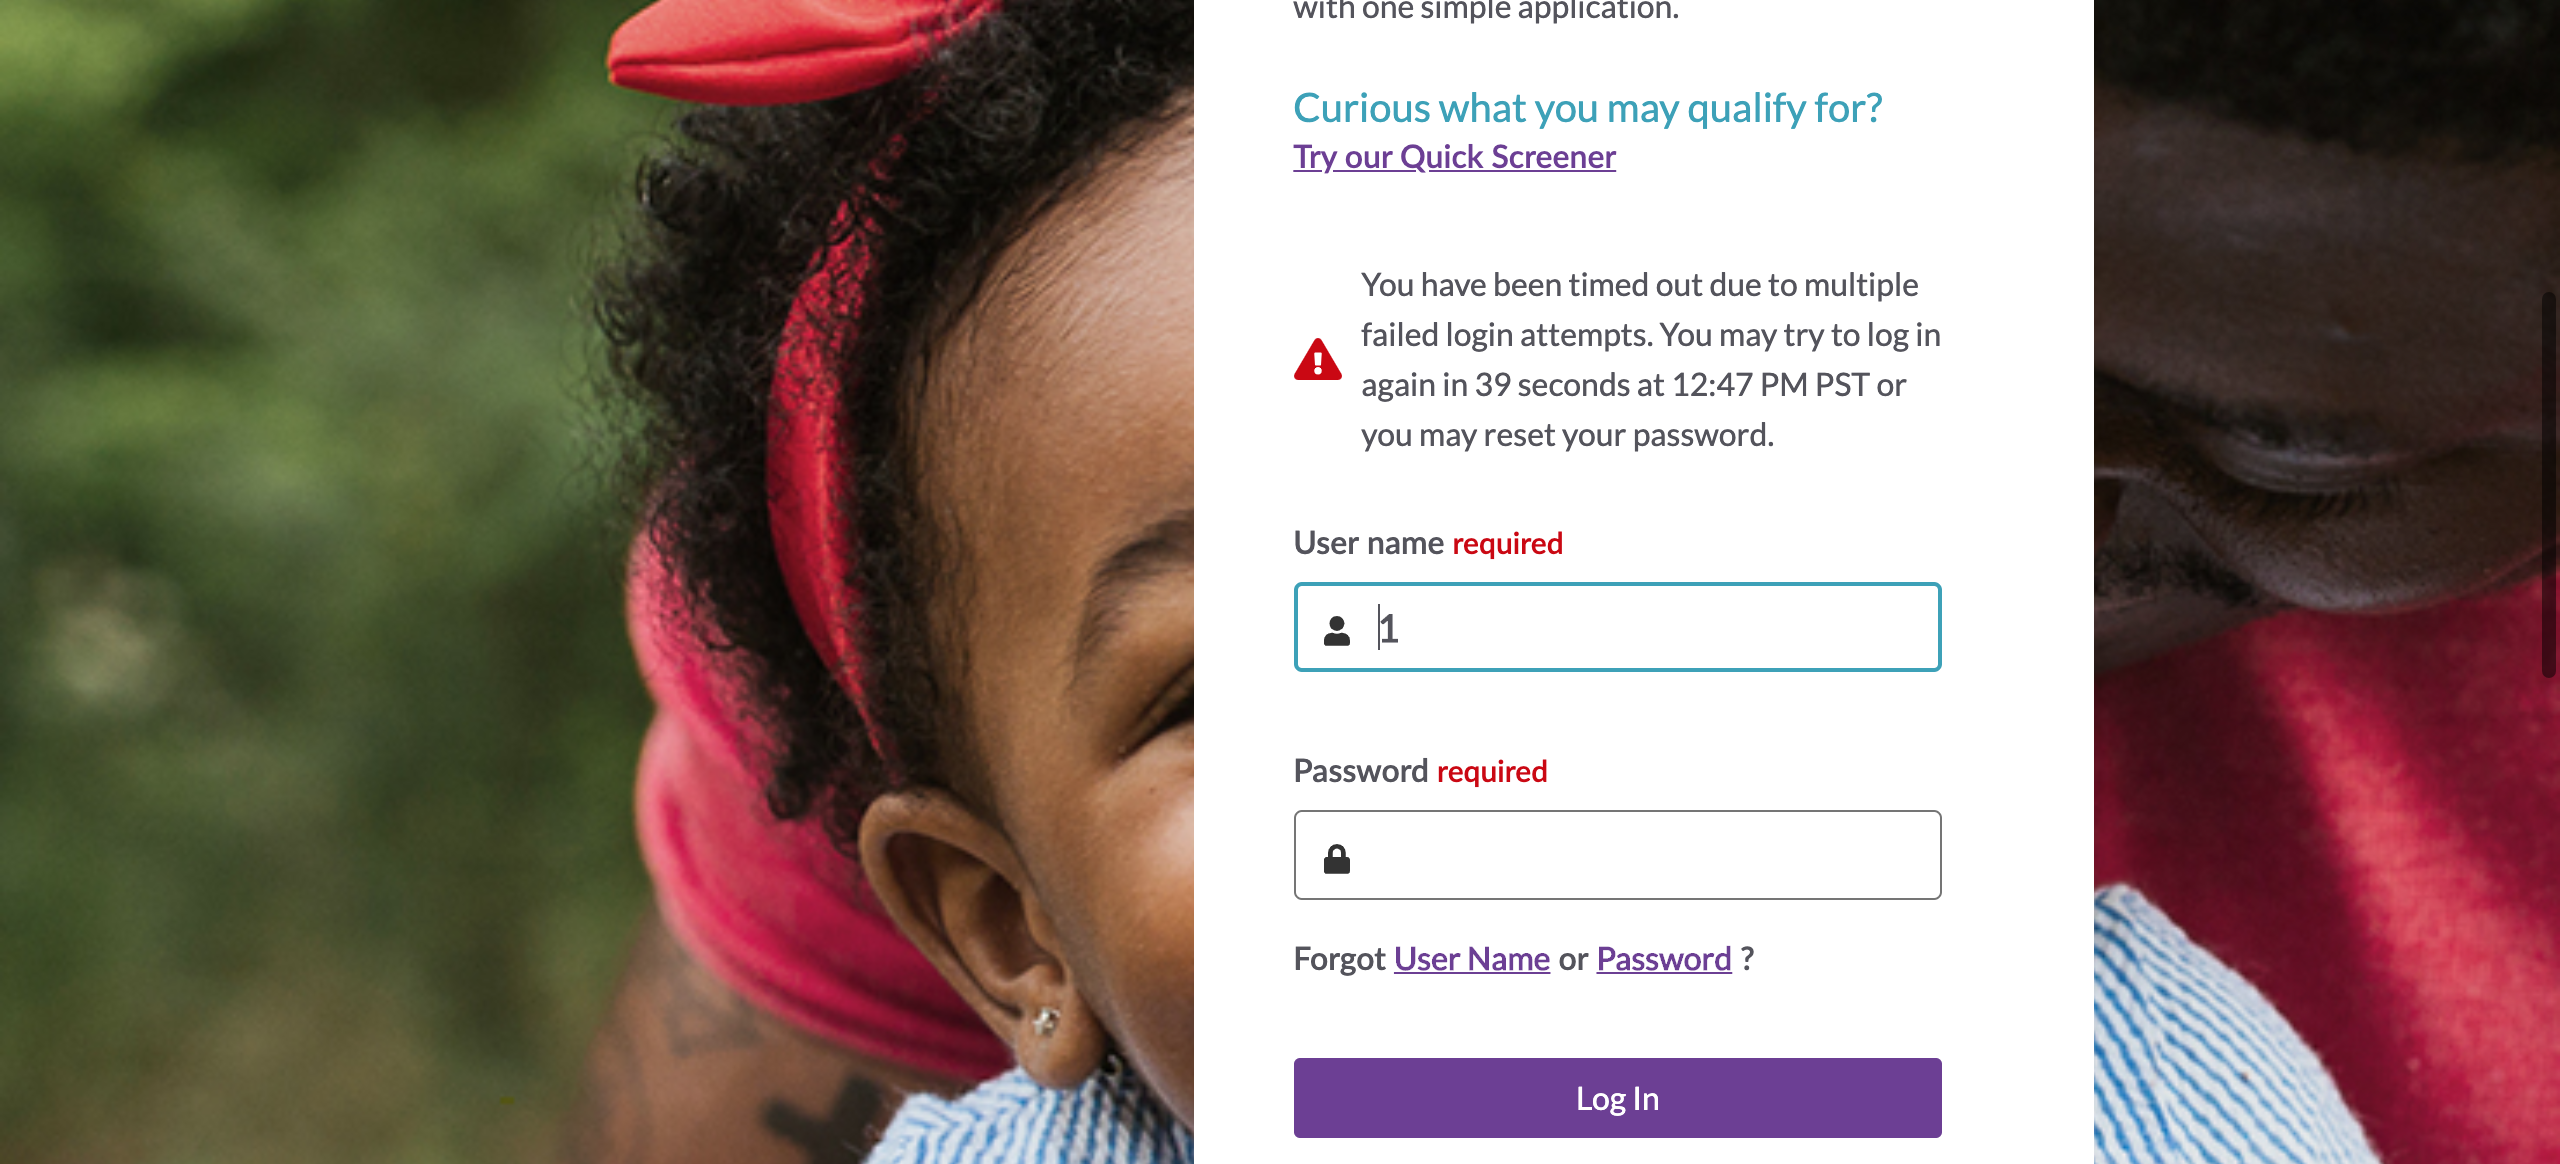 with one simple application.
Curious what you may qualify for?
Try our Quick Screener
You have been timed out due to multiple
failed login attempts. You may try to log in
again in 39 seconds at 12:47 PM PST or
you may reset your password.
User name required
1
Password required
Forgot User Name or Password ?
Log In